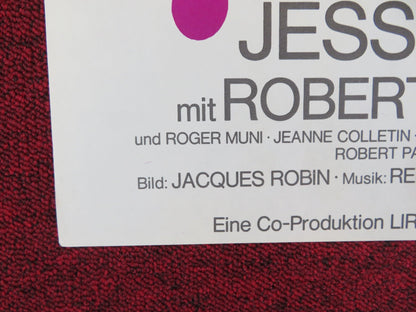 JESS
mit ROBERT
und ROGER MUNI · JEANNE COLLETIN ·
ROBERT PA
Bild: JACQUES ROBIN · Musik: RE
Eine Co-Produktion LIR